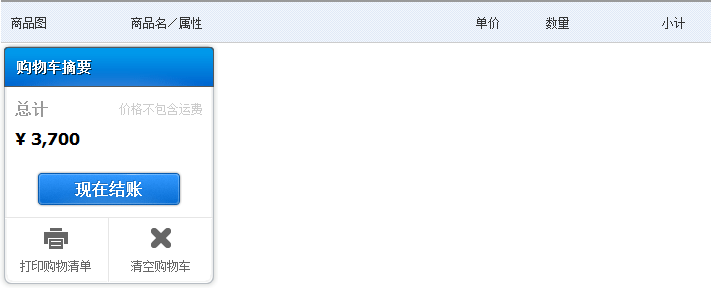 商品图 商品名／属性 单价 数量 小计
购物车摘要
总计 价格不包含运费
¥ 3,700
现在结账
打印购物清单 清空购物车